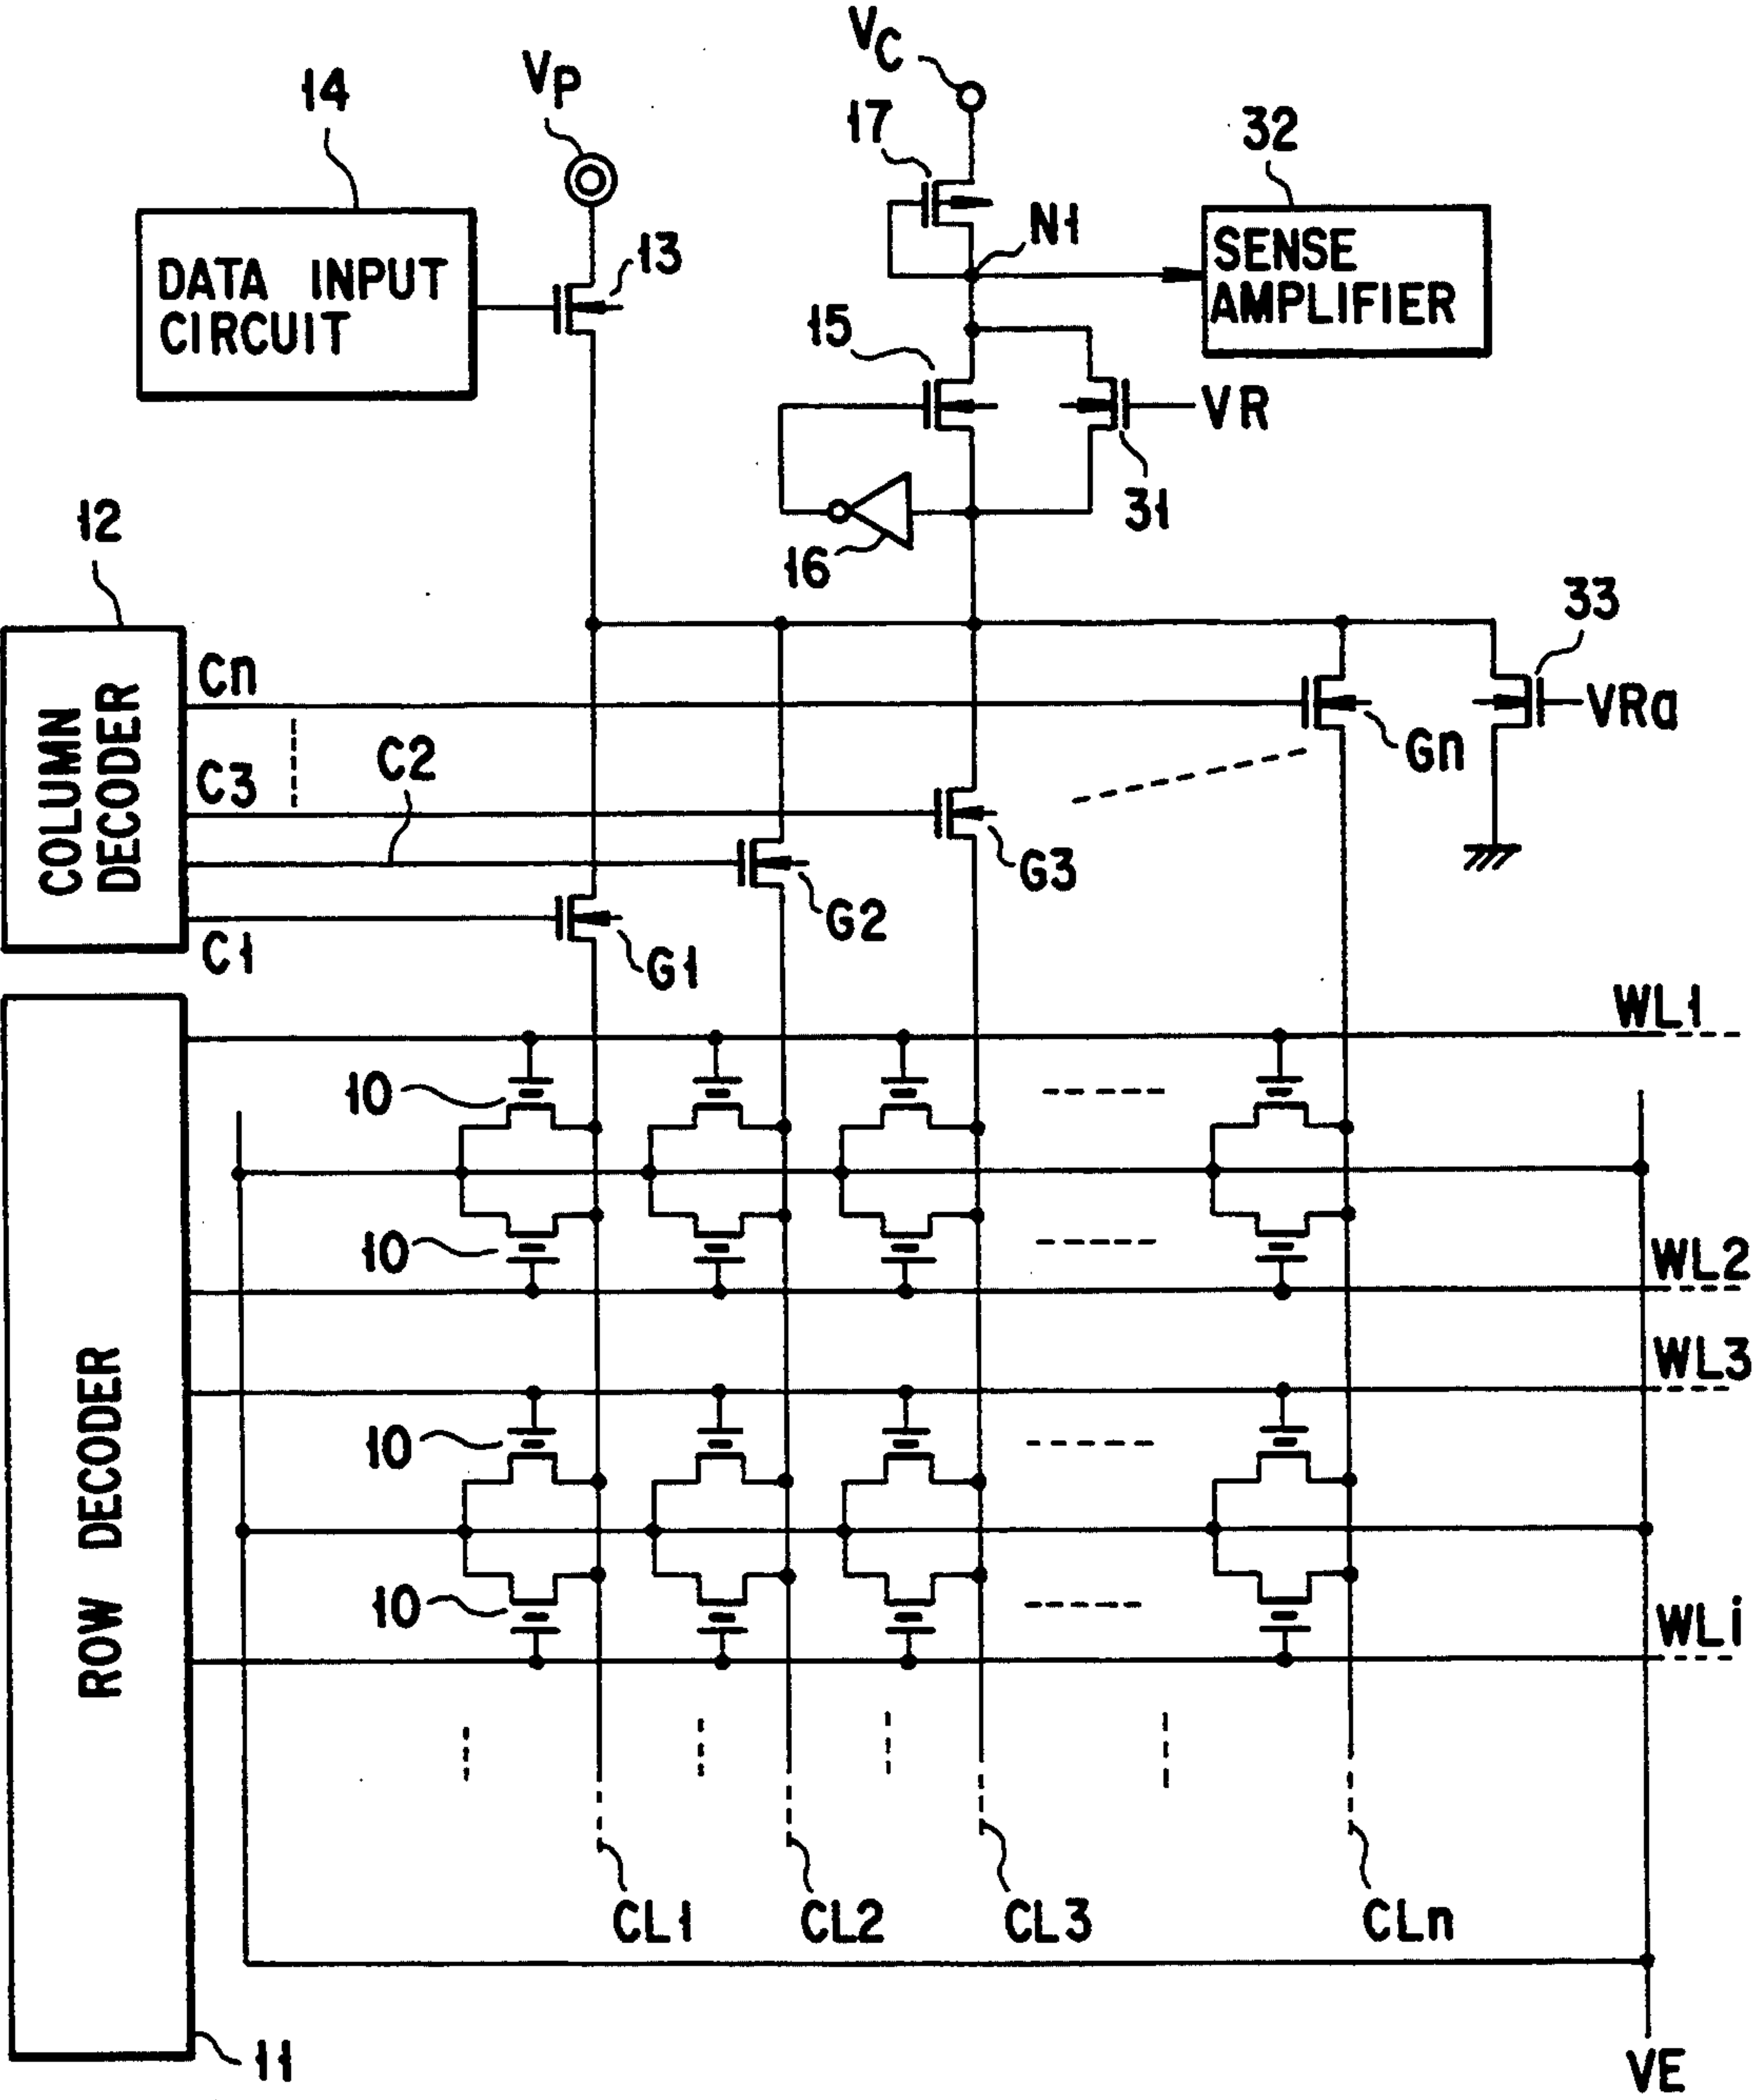 VC
VP
14
17
32
DATA INPUT
CIRCUIT
13
N1
SENSE
AMPLIFIER
15
VR
31
12
16
33
COLUMN
DECODER
Cn
C3
C2
C1
VRa
Gn
G3
G2
G1
WL1
10
10
WL2
WL3
10
10
WLi
ROW DECODER
CL1
CL2
CL3
CLn
11
VE